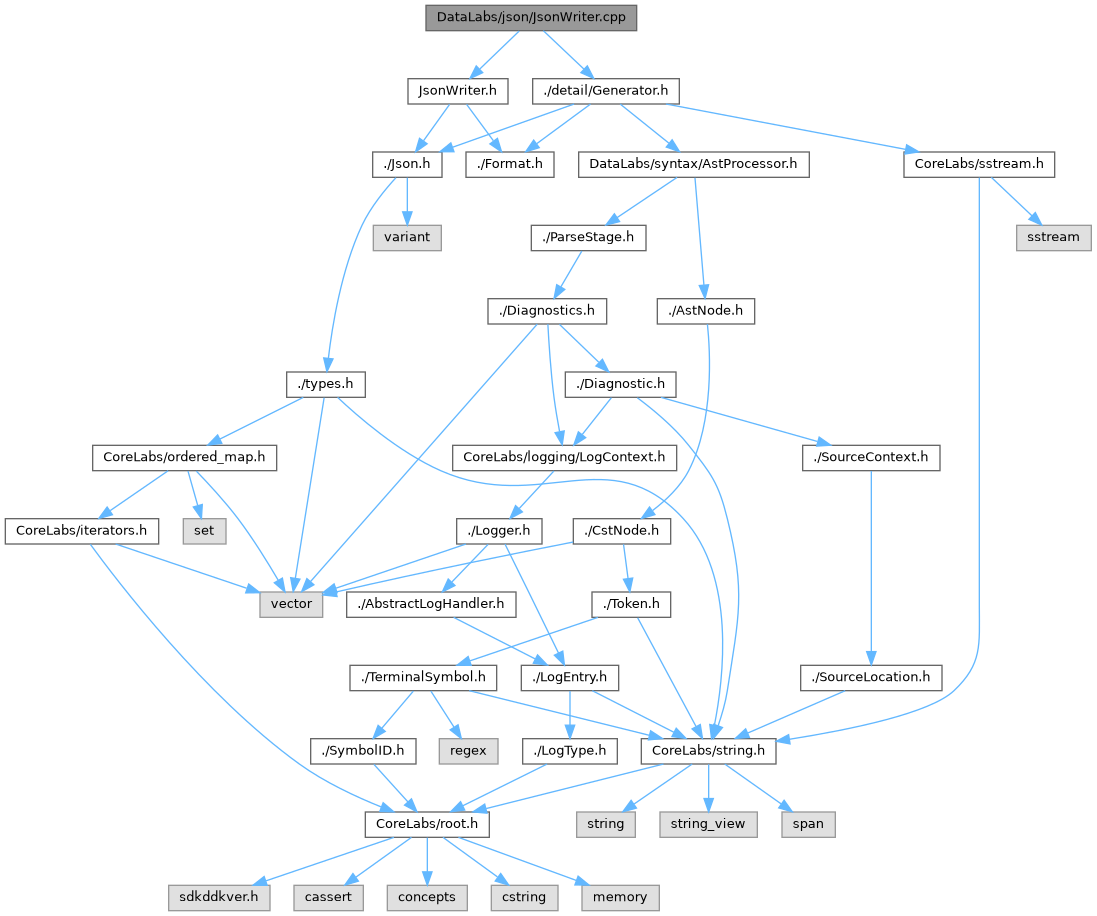 DataLabs/json/JsonWriter.cpp
JsonWriter.h
./detail/Generator.h
./Json.h
./Format.h
DataLabs/syntax/AstProcessor.h
CoreLabs/sstream.h
variant
./ParseStage.h
sstream
./Diagnostics.h
./AstNode.h
./types.h
./Diagnostic.h
CoreLabs/ordered_map.h
CoreLabs/logging/LogContext.h
./SourceContext.h
CoreLabs/iterators.h
set
./Logger.h
./CstNode.h
vector
./AbstractLogHandler.h
./Token.h
./TerminalSymbol.h
./LogEntry.h
./SourceLocation.h
./SymbolID.h
regex
./LogType.h
CoreLabs/string.h
CoreLabs/root.h
string
string_view
span
sdkddkver.h
cassert
concepts
cstring
memory